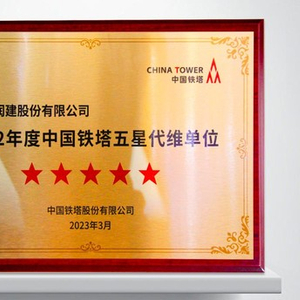 CHINA TOWER
中国铁塔
润建股份有限公司
2年度中国铁塔五星代维单位
中国铁塔股份有限公司
2023年3月